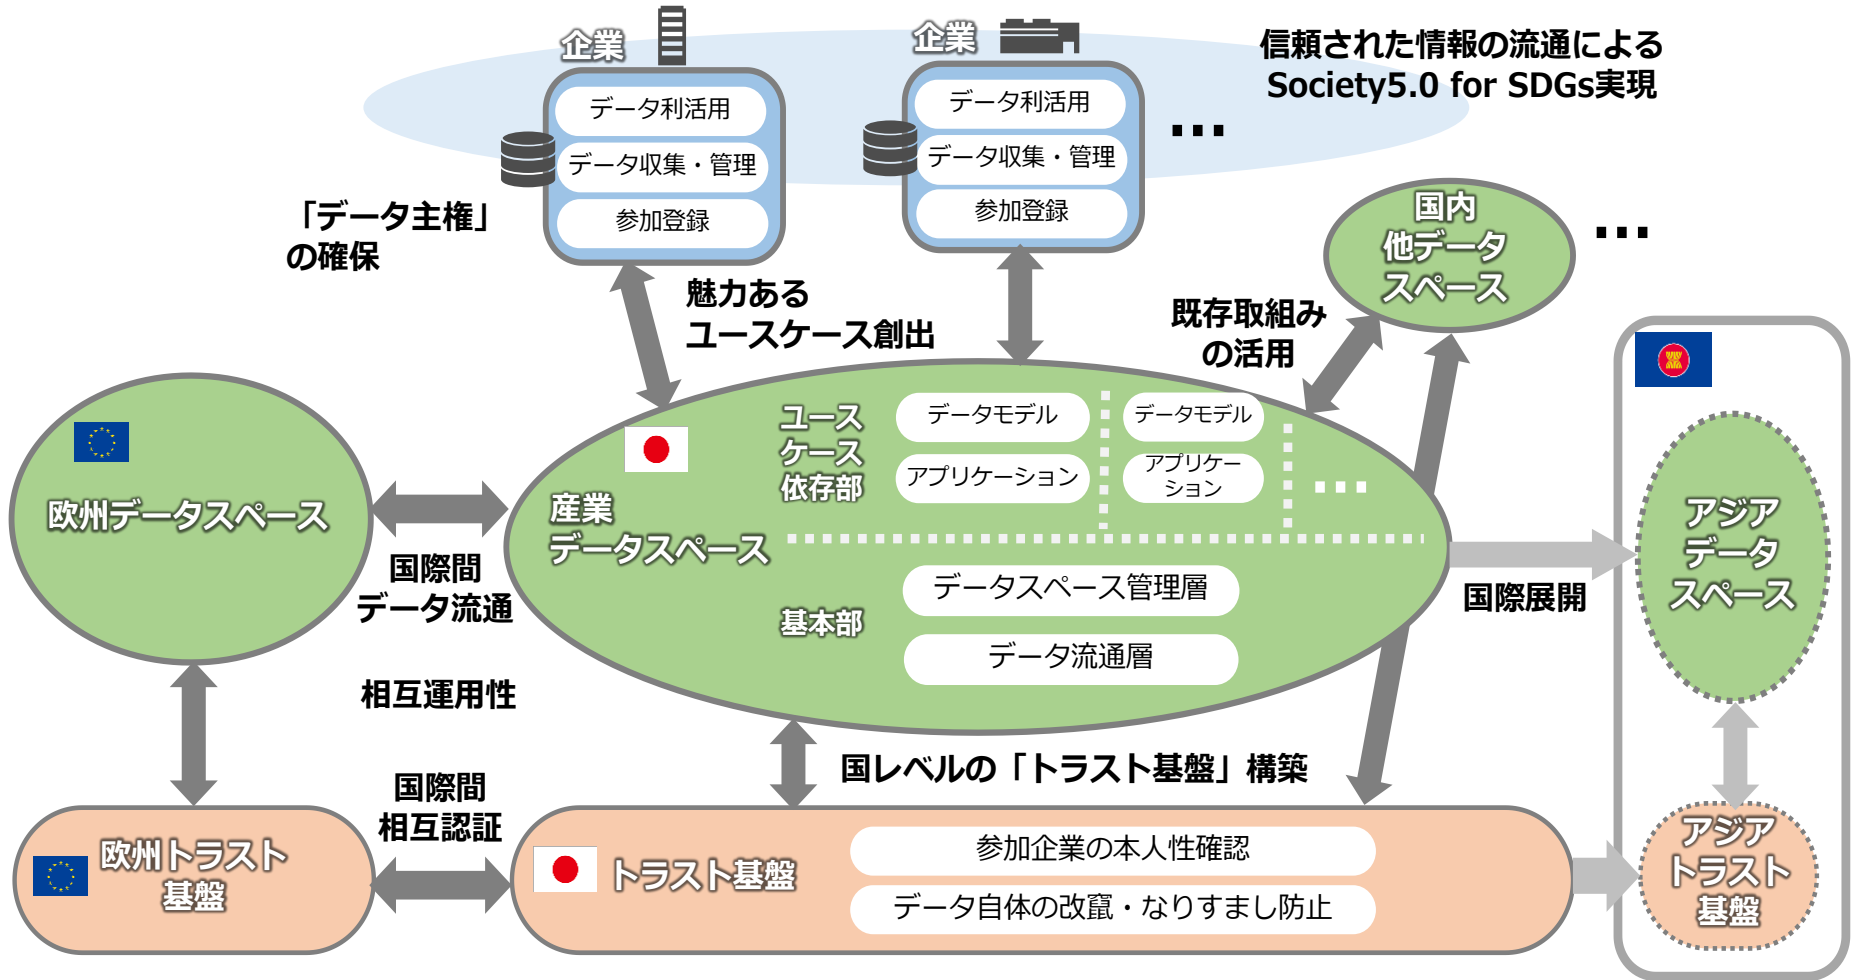 企業
企業
信頼された情報の流通による
Society5.0 for SDGs実現
データ利活用
データ収集・管理
参加登録
データ利活用
データ収集・管理
参加登録
...
「データ主権」
の確保
国内
他データ
スペース
...
魅力ある
ユースケース創出
既存取組み
の活用
欧州データスペース
産業
データスペース
ユース
ケース
依存部
データモデル
アプリケーション
データモデル
アプリケー
ション
...
基本部
データスペース管理層
データ流通層
国際間
データ流通
国際展開
アジア
データ
スペース
相互運用性
国レベルの「トラスト基盤」構築
国際間
相互認証
欧州トラスト
基盤
トラスト基盤
参加企業の本人性確認
データ自体の改竄・なりすまし防止
アジア
トラスト
基盤